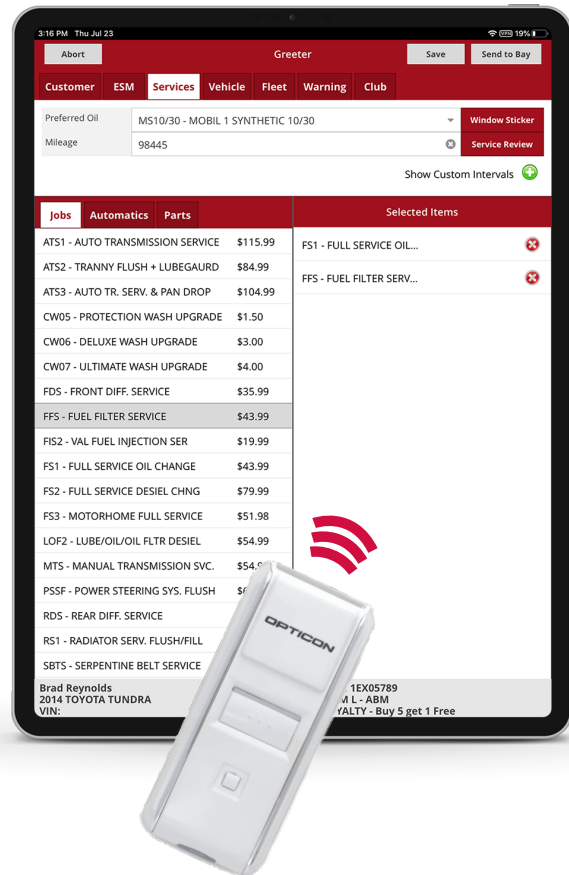 3:16 PM Thu Jul 23
VPN 19%
Abort
Greeter
Save
Send to Bay
Customer ESM Services Vehicle Fleet Warning Club
Preferred Oil
MS10/30 - MOBIL 1 SYNTHETIC 10/30
Window Sticker
Mileage
98445
Service Review
Show Custom Intervals
Jobs Automatics Parts
Selected Items
ATS1 - AUTO TRANSMISSION SERVICE $115.99
FS1 - FULL SERVICE OIL...
ATS2 - TRANNY FLUSH + LUBEGAURD $84.99
FFS - FUEL FILTER SERV...
ATS3 - AUTO TR. SERV. & PAN DROP $104.99
CW05 - PROTECTION WASH UPGRADE $1.50
CW06 - DELUXE WASH UPGRADE $3.00
CW07 - ULTIMATE WASH UPGRADE $4.00
FDS - FRONT DIFF. SERVICE $35.99
FFS - FUEL FILTER SERVICE $43.99
FIS2 - VAL FUEL INJECTION SER $19.99
FS1 - FULL SERVICE OIL CHANGE $43.99
FS2 - FULL SERVICE DESIEL CHNG $79.99
FS3 - MOTORHOME FULL SERVICE $51.98
LOF2 - LUBE/OIL/OIL FLTR DESIEL $54.99
MTS - MANUAL TRANSMISSION SVC.
PSSF - POWER STEERING SYS. FLUSH
RDS - REAR DIFF. SERVICE
RS1 - RADIATOR SERV. FLUSH/FILL
SBTS - SERPENTINE BELT SERVICE
OPTICON
Brad Reynolds
1EX05789
2014 TOYOTA TUNDRA
L - ABM
VIN:
- Buy 5 get 1 Free